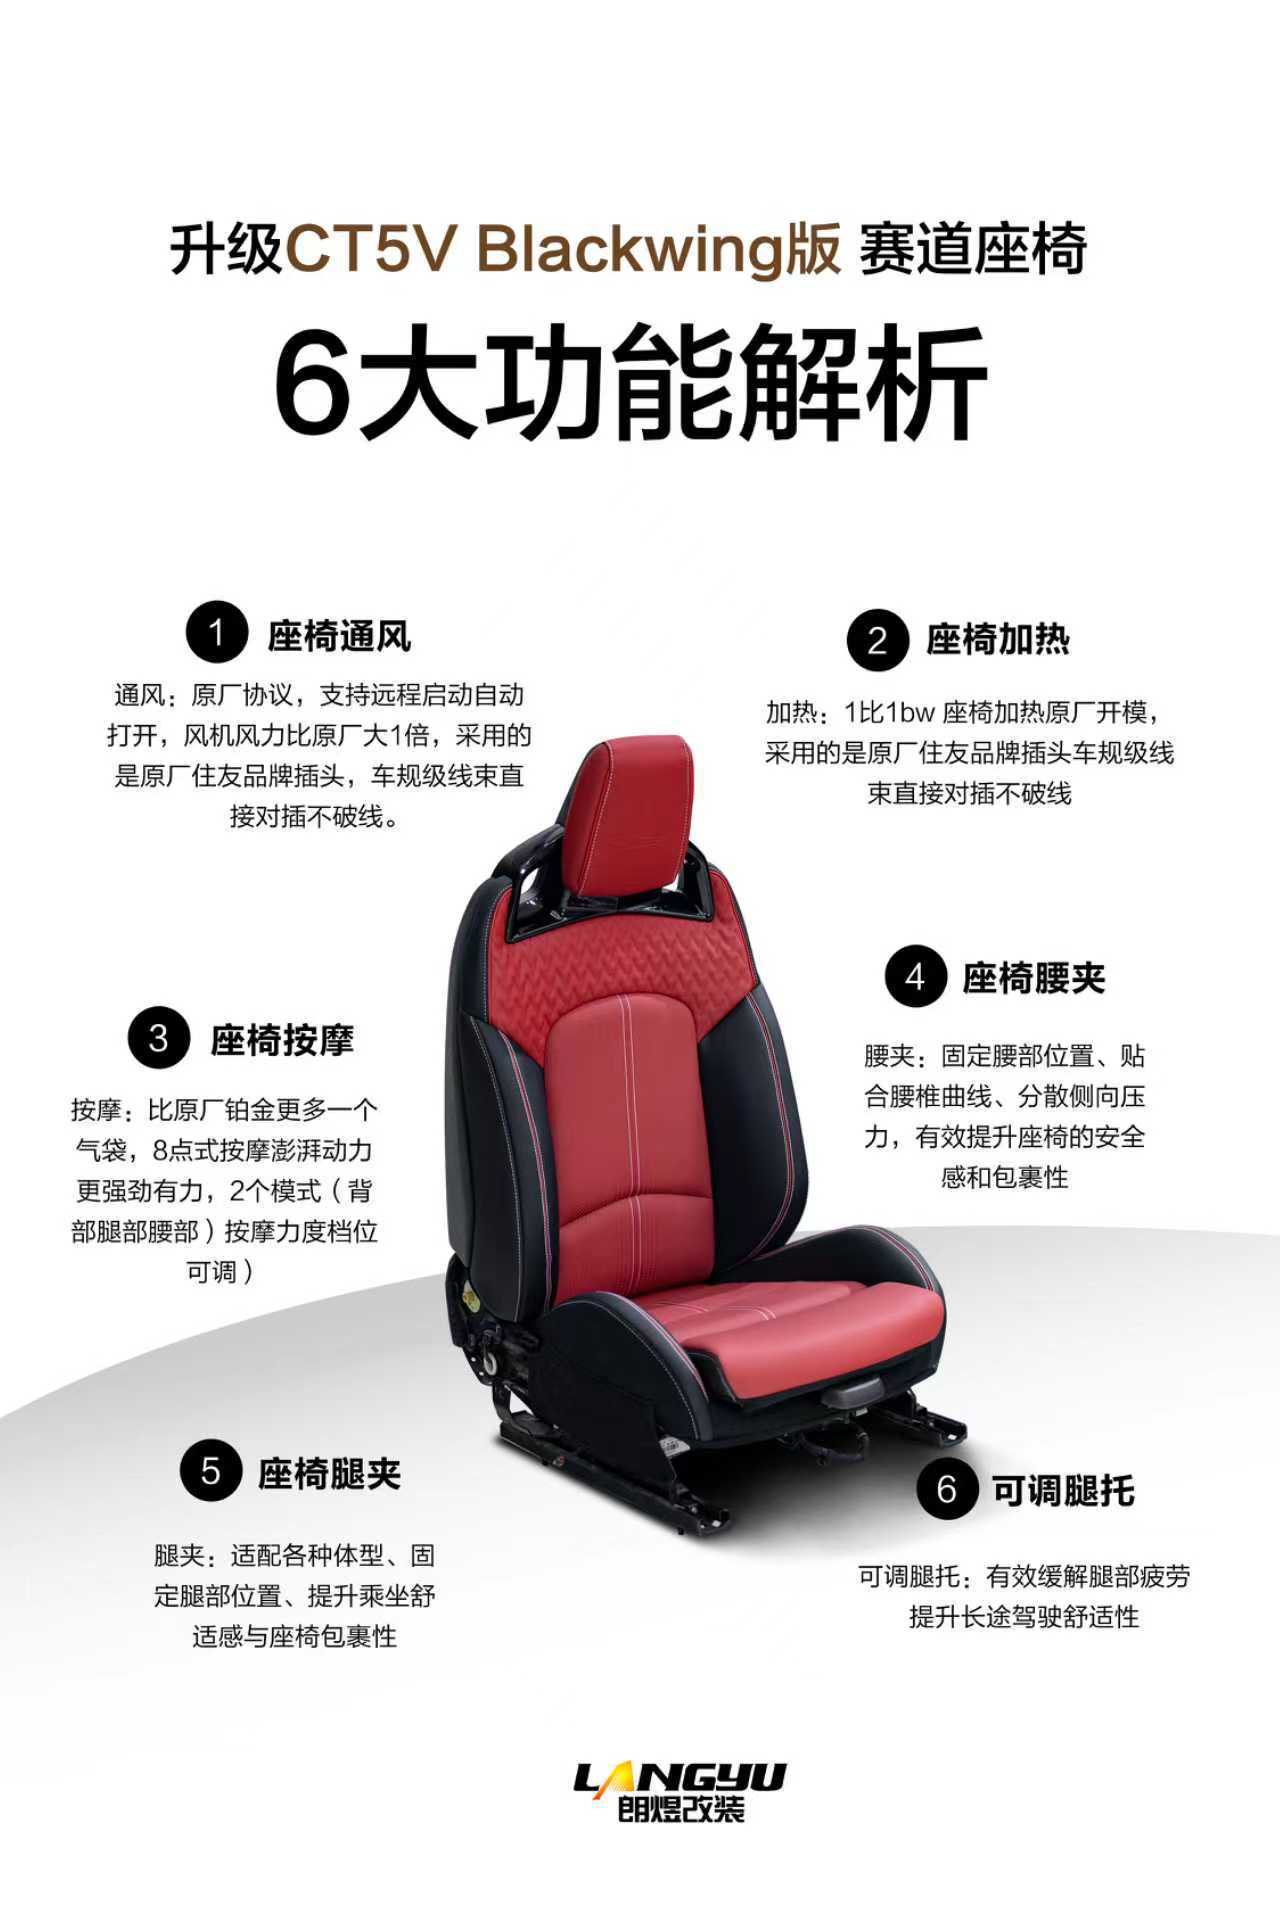 升级CT5V Blackwing版 赛道座椅
6大功能解析
1 座椅通风
通风：原厂协议，支持远程启动自动
打开，风机风力比原厂大1倍，采用的
是原厂住友品牌插头，车规级线束直
接对插不破线。
2 座椅加热
加热：1比1bw 座椅加热原厂开模，
采用的是原厂住友品牌插头车规级线
束直接对插不破线
3 座椅按摩
按摩：比原厂铂金更多一个
气袋，8点式按摩澎湃动力
更强劲有力，2个模式（背
部腿部腰部）按摩力度档位
可调）
4 座椅腰夹
腰夹：固定腰部位置、贴
合腰椎曲线、分散侧向压
力，有效提升座椅的安全
感和包裹性
5 座椅腿夹
腿夹：适配各种体型、固
定腿部位置、提升乘坐舒
适感与座椅包裹性
6 可调腿托
可调腿托：有效缓解腿部疲劳
提升长途驾驶舒适性
LANGYU
朗煜改装